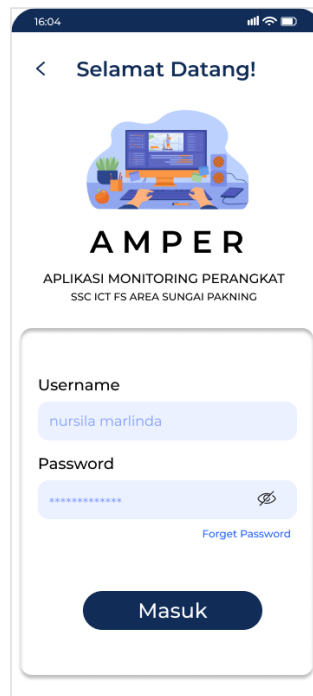 16:04
Selamat Datang!
AMPER
APLIKASI MONITORING PERANGKAT
SSC ICT FS AREA SUNGAI PAKNING
Username
nursila marlinda
Password
*************
Forget Password
Masuk